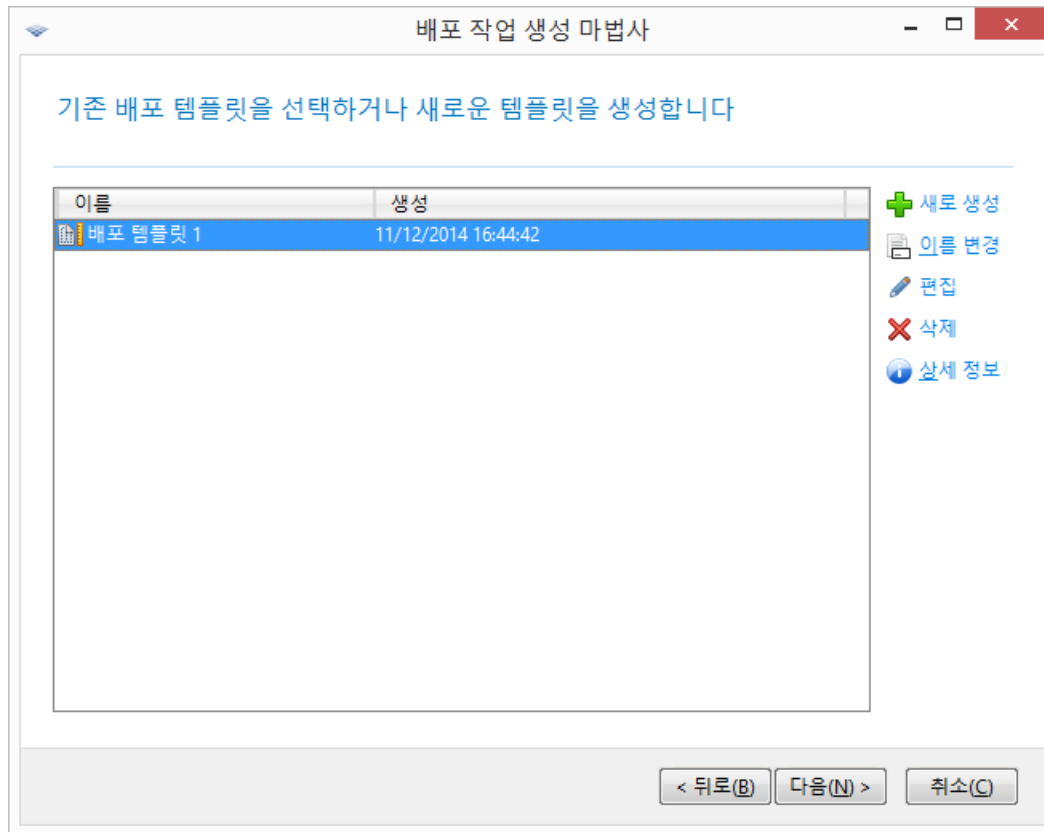 배포 작업 생성 마법사
기존 배포 템플릿을 선택하거나 새로운 템플릿을 생성합니다
이름 생성
배포 템플릿 1 11/12/2014 16:44:42
새로 생성
이름 변경
편집
삭제
상세 정보
< 뒤로(B) 다음(N) > 취소(C)